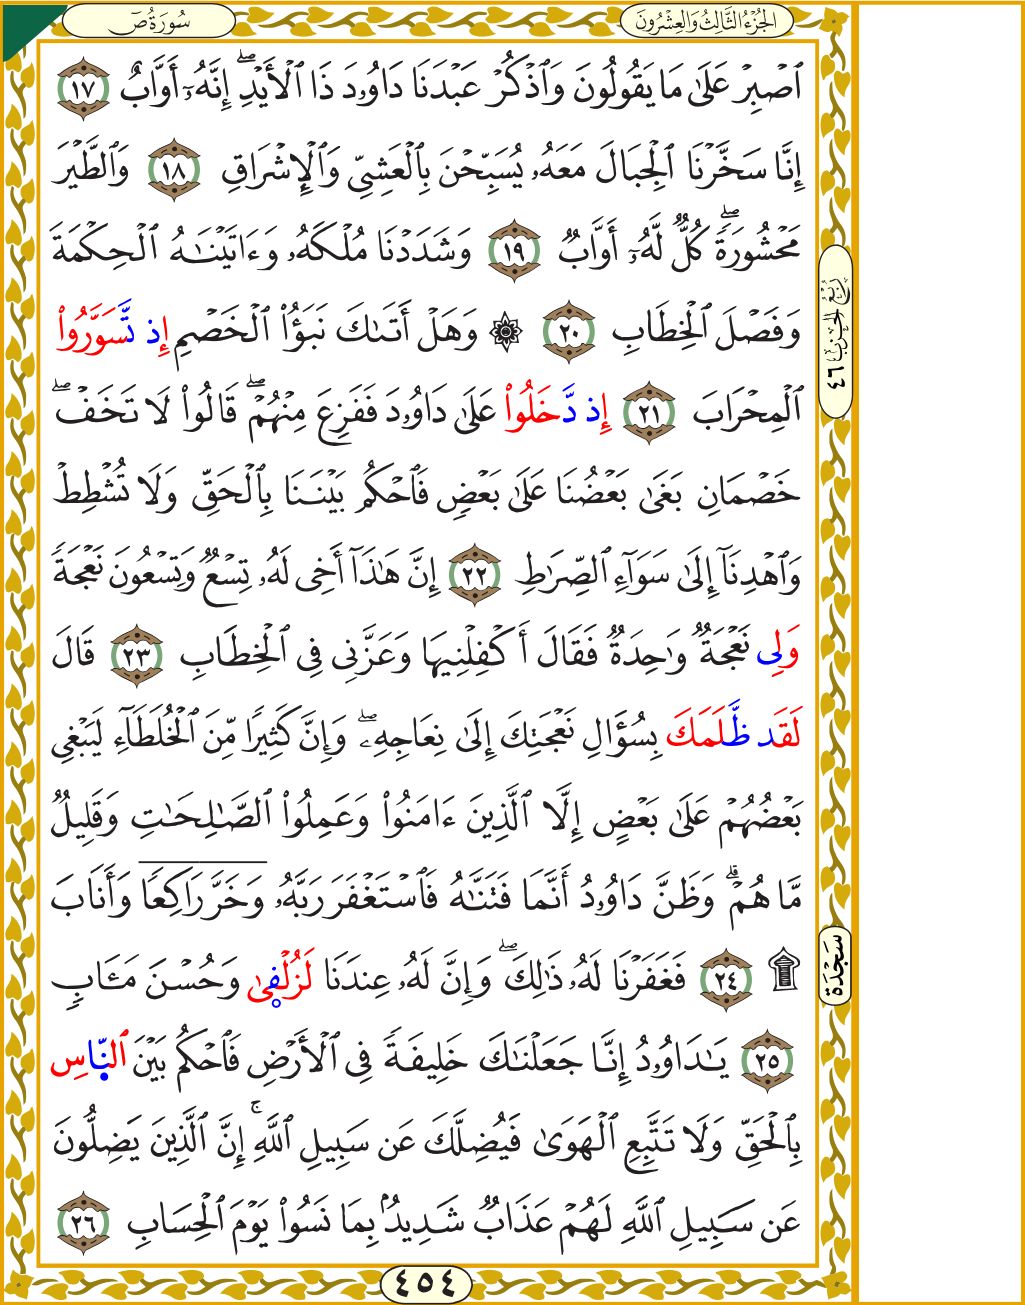 سُورَةُ صٓ
الجُزْءُ الثَّالِثُ وَالعِشْرُونَ
ٱصْبِرْ عَلَىٰ مَا يَقُولُونَ وَٱذْكُرْ عَبْدَنَا دَاوُۥدَ ذَا ٱلْأَيْدِۖ إِنَّهُۥٓ أَوَّابٌ ١٧
إِنَّا سَخَّرْنَا ٱلْجِبَالَ مَعَهُۥ يُسَبِّحْنَ بِٱلْعَشِىِّ وَٱلْإِشْرَاقِ ١٨ وَٱلطَّيْرَ
مَحْشُورَةًۖ كُلٌّ لَّهُۥٓ أَوَّابٌ ١٩ وَشَدَدْنَا مُلْكَهُۥ وَءَاتَيْنَـٰهُ ٱلْحِكْمَةَ
وَفَصْلَ ٱلْخِطَابِ ٢٠ ۞ وَهَلْ أَتَىٰكَ نَبَؤُا۟ ٱلْخَصْمِ إِذ تَّسَوَّرُوا۟
ٱلْمِحْرَابَ ٢١ إِذ دَّخَلُوا۟ عَلَىٰ دَاوُۥدَ فَفَزِعَ مِنْهُمْۖ قَالُوا۟ لَا تَخَفْۖ
خَصْمَانِ بَغَىٰ بَعْضُنَا عَلَىٰ بَعْضٍ فَٱحْكُم بَيْنَنَا بِٱلْحَقِّ وَلَا تُشْطِطْ
وَٱهْدِنَآ إِلَىٰ سَوَآءِ ٱلصِّرَٰطِ ٢٢ إِنَّ هَـٰذَآ أَخِى لَهُۥ تِسْعٌ وَتِسْعُونَ نَعْجَةً
وَلِى نَعْجَةٌ وَٰحِدَةٌ فَقَالَ أَكْفِلْنِيهَا وَعَزَّنِى فِى ٱلْخِطَابِ ٢٣ قَالَ
لَقَد ظَّلَمَكَ بِسُؤَالِ نَعْجَتِكَ إِلَىٰ نِعَاجِهِۦۖ وَإِنَّ كَثِيرًا مِّنَ ٱلْخُلَطَآءِ لَيَبْغِى
بَعْضُهُمْ عَلَىٰ بَعْضٍ إِلَّا ٱلَّذِينَ ءَامَنُوا۟ وَعَمِلُوا۟ ٱلصَّـٰلِحَـٰتِ وَقَلِيلٌ
مَّا هُمْۗ وَظَنَّ دَاوُۥدُ أَنَّمَا فَتَنَّـٰهُ فَٱسْتَغْفَرَ رَبَّهُۥ وَخَرَّ رَاكِعًا وَأَنَابَ
۩ ٢٤ فَغَفَرْنَا لَهُۥ ذَٰلِكَۖ وَإِنَّ لَهُۥ عِندَنَا لَزُلْفِىٰ وَحُسْنَ مَـَٔابٍ
٢٥ يَـٰدَاوُۥدُ إِنَّا جَعَلْنَـٰكَ خَلِيفَةً فِى ٱلْأَرْضِ فَٱحْكُم بَيْنَ ٱلنَّاسِ
بِٱلْحَقِّ وَلَا تَتَّبِعِ ٱلْهَوَىٰ فَيُضِلَّكَ عَن سَبِيلِ ٱللَّهِۚ إِنَّ ٱلَّذِينَ يَضِلُّونَ
عَن سَبِيلِ ٱللَّهِ لَهُمْ عَذَابٌ شَدِيدٌۢ بِمَا نَسُوا۟ يَوْمَ ٱلْحِسَابِ ٢٦
رُبْعُ الحِزْبِ ٤٦
سَجْدَة
٤٥٤